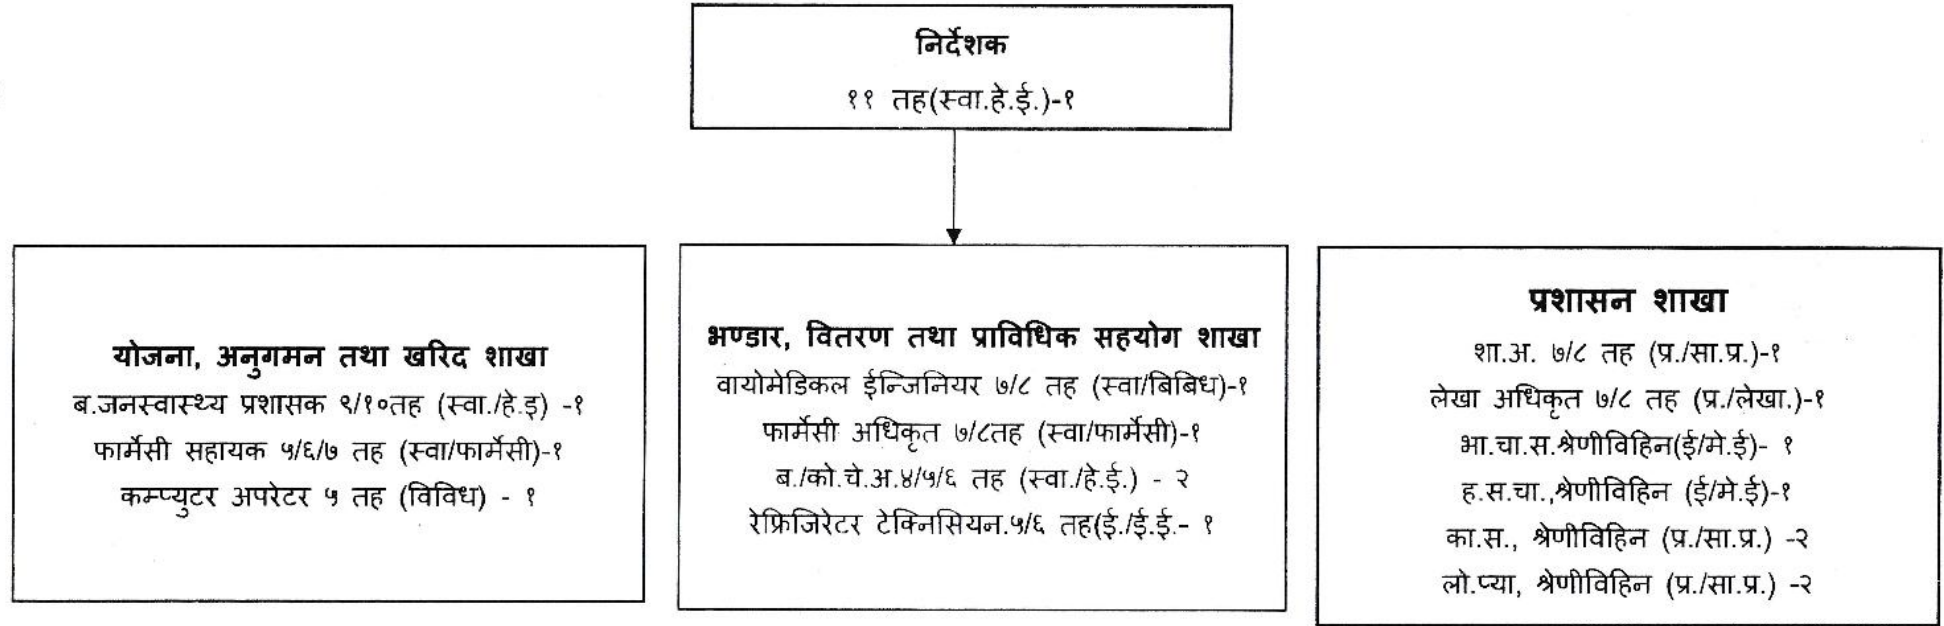 निर्देशक
११ तह(स्वा.हे.ई.)-१
योजना, अनुगमन तथा खरिद शाखा
ब.जनस्वास्थ्य प्रशासक ९/१०तह (स्वा./हे.इ) -१
फार्मेसी सहायक ५/६/७ तह (स्वा/फार्मेसी)-१
कम्प्युटर अपरेटर ५ तह (विविध) - १
भण्डार, वितरण तथा प्राविधिक सहयोग शाखा
वायोमेडिकल ईन्जिनियर ७/८ तह (स्वा/बिबिध)-१
फार्मेसी अधिकृत ७/८तह (स्वा/फार्मेसी)-१
ब./को.चे.अ.४/५/६ तह (स्वा./हे.ई.) - २
रेफ्रिजिरेटर टेक्निसियन.५/६ तह(ई./ई.ई.- १
प्रशासन शाखा
शा.अ. ७/८ तह (प्र./सा.प्र.)-१
लेखा अधिकृत ७/८ तह (प्र./लेखा.)-१
भा.चा.स.श्रेणीविहिन(ई/मे.ई)- १
ह.स.चा.,श्रेणीविहिन (ई/मे.ई)-१
का.स., श्रेणीविहिन (प्र./सा.प्र.) -२
लो.प्या, श्रेणीविहिन (प्र./सा.प्र.) -२